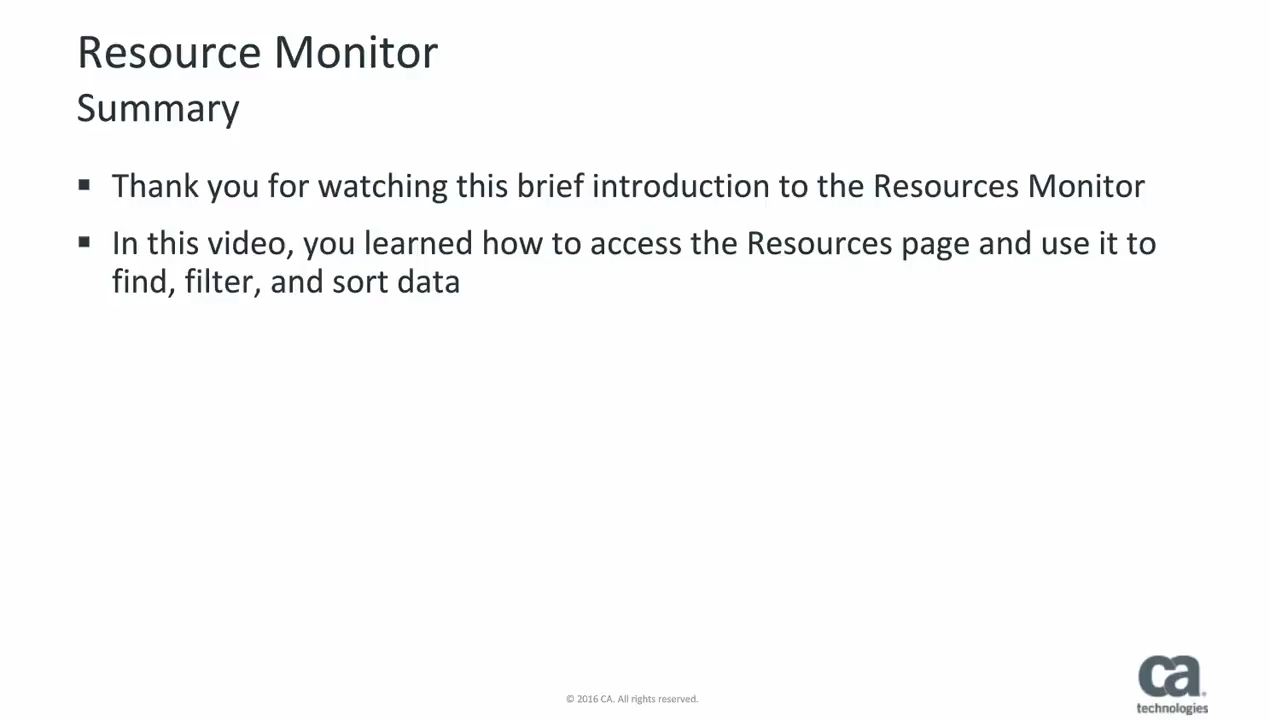 Resource Monitor
Summary
▪ Thank you for watching this brief introduction to the Resources Monitor
▪ In this video, you learned how to access the Resources page and use it to
find, filter, and sort data
© 2016 CA. All rights reserved.
ca
technologies